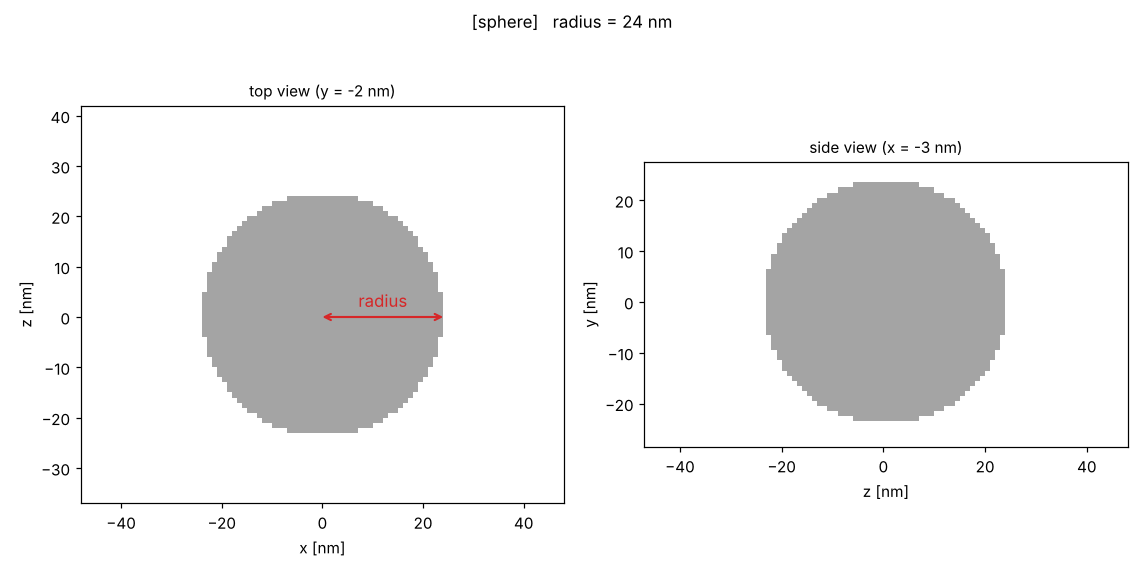 [sphere]   radius = 24 nm
top view (y = -2 nm)
40
30
20
10
0
−10
−20
−30
z [nm]
radius
−40
−20
0
20
40
x [nm]
side view (x = -3 nm)
20
10
0
−10
−20
y [nm]
−40
−20
0
20
40
z [nm]